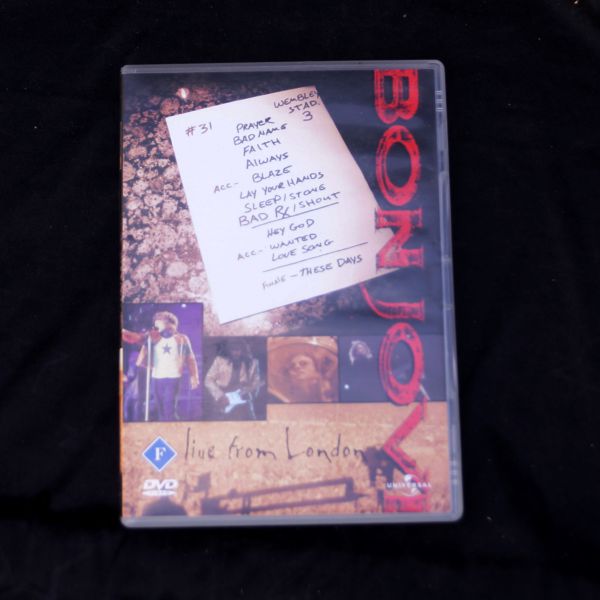 WEMBLEY
STAD.
3
#31
PRAYER
BAD NAME
FAITH
ALWAYS
ACC- BLAZE
LAY YOUR HANDS
SLEEP/STONE
BAD RX/SHOUT
HEY GOD
ACC- WANTED
LOVE SONG
FINALE - THESE DAYS
BON JOVI
live from London
F
DVD
VIDEO
UNIVERSAL